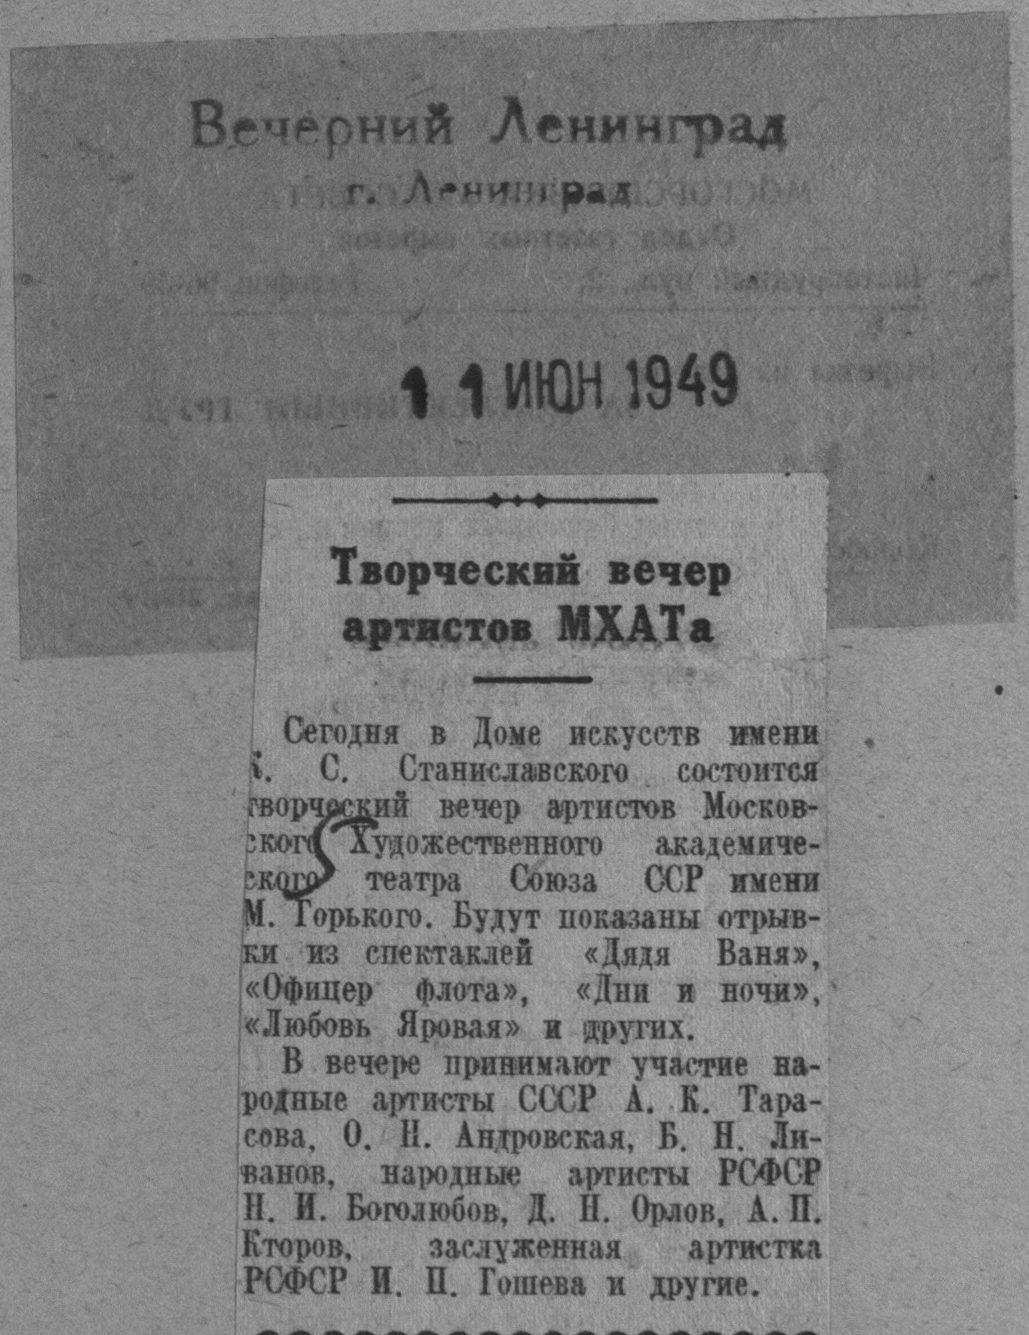 Вечерний Ленинград
г. Ленинград
11 ИЮН 1949
Творческий вечер
артистов МХАТа
Сегодня в Доме искусств имени
К. С. Станиславского состоится
творческий вечер артистов Москов-
ского Художественного академиче-
ского театра Союза ССР имени
М. Горького. Будут показаны отрыв-
ки из спектаклей «Дядя Ваня»,
«Офицер флота», «Дни и ночи»,
«Любовь Яровая» и других.
В вечере принимают участие на-
родные артисты СССР А. К. Тара-
сова, О. Н. Андровская, Б. Н. Ли-
ванов, народные артисты РСФСР
Н. И. Боголюбов, Д. Н. Орлов, А. П.
Кторов, заслуженная артистка
РСФСР И. П. Гошева и другие.